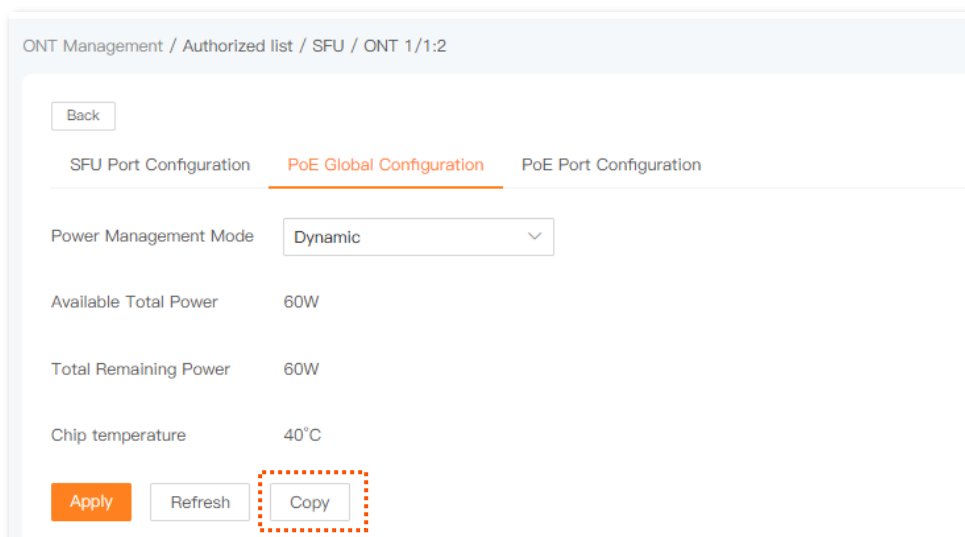 ONT Management / Authorized list / SFU / ONT 1/1:2
Back
SFU Port Configuration PoE Global Configuration PoE Port Configuration
Power Management Mode Dynamic
Available Total Power 60W
Total Remaining Power 60W
Chip temperature 40°C
Apply Refresh Copy